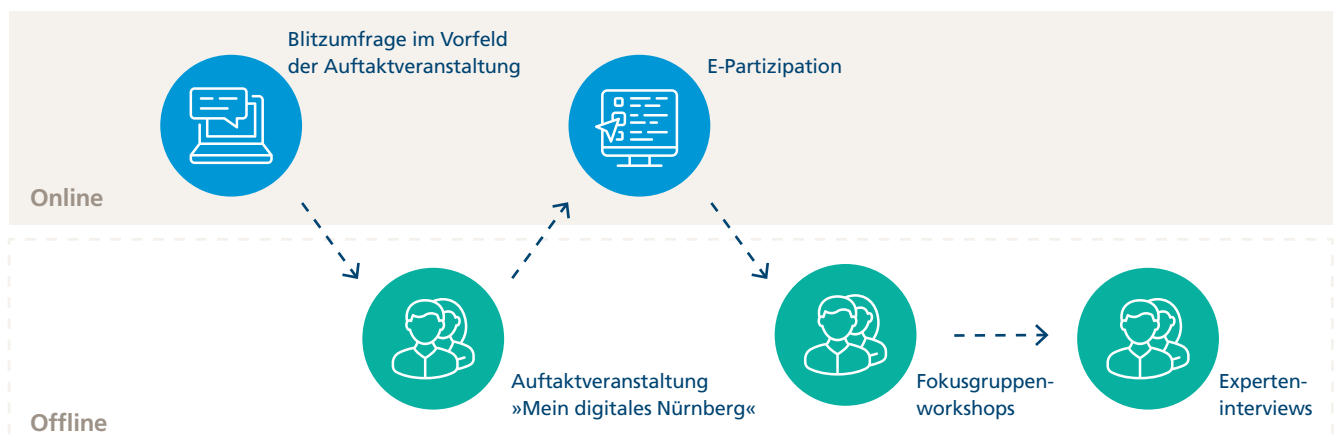 Blitzumfrage im Vorfeld
der Auftaktveranstaltung
E-Partizipation
Online
Auftaktveranstaltung
»Mein digitales Nürnberg«
Fokusgruppen-
workshops
Experten-
interviews
Offline